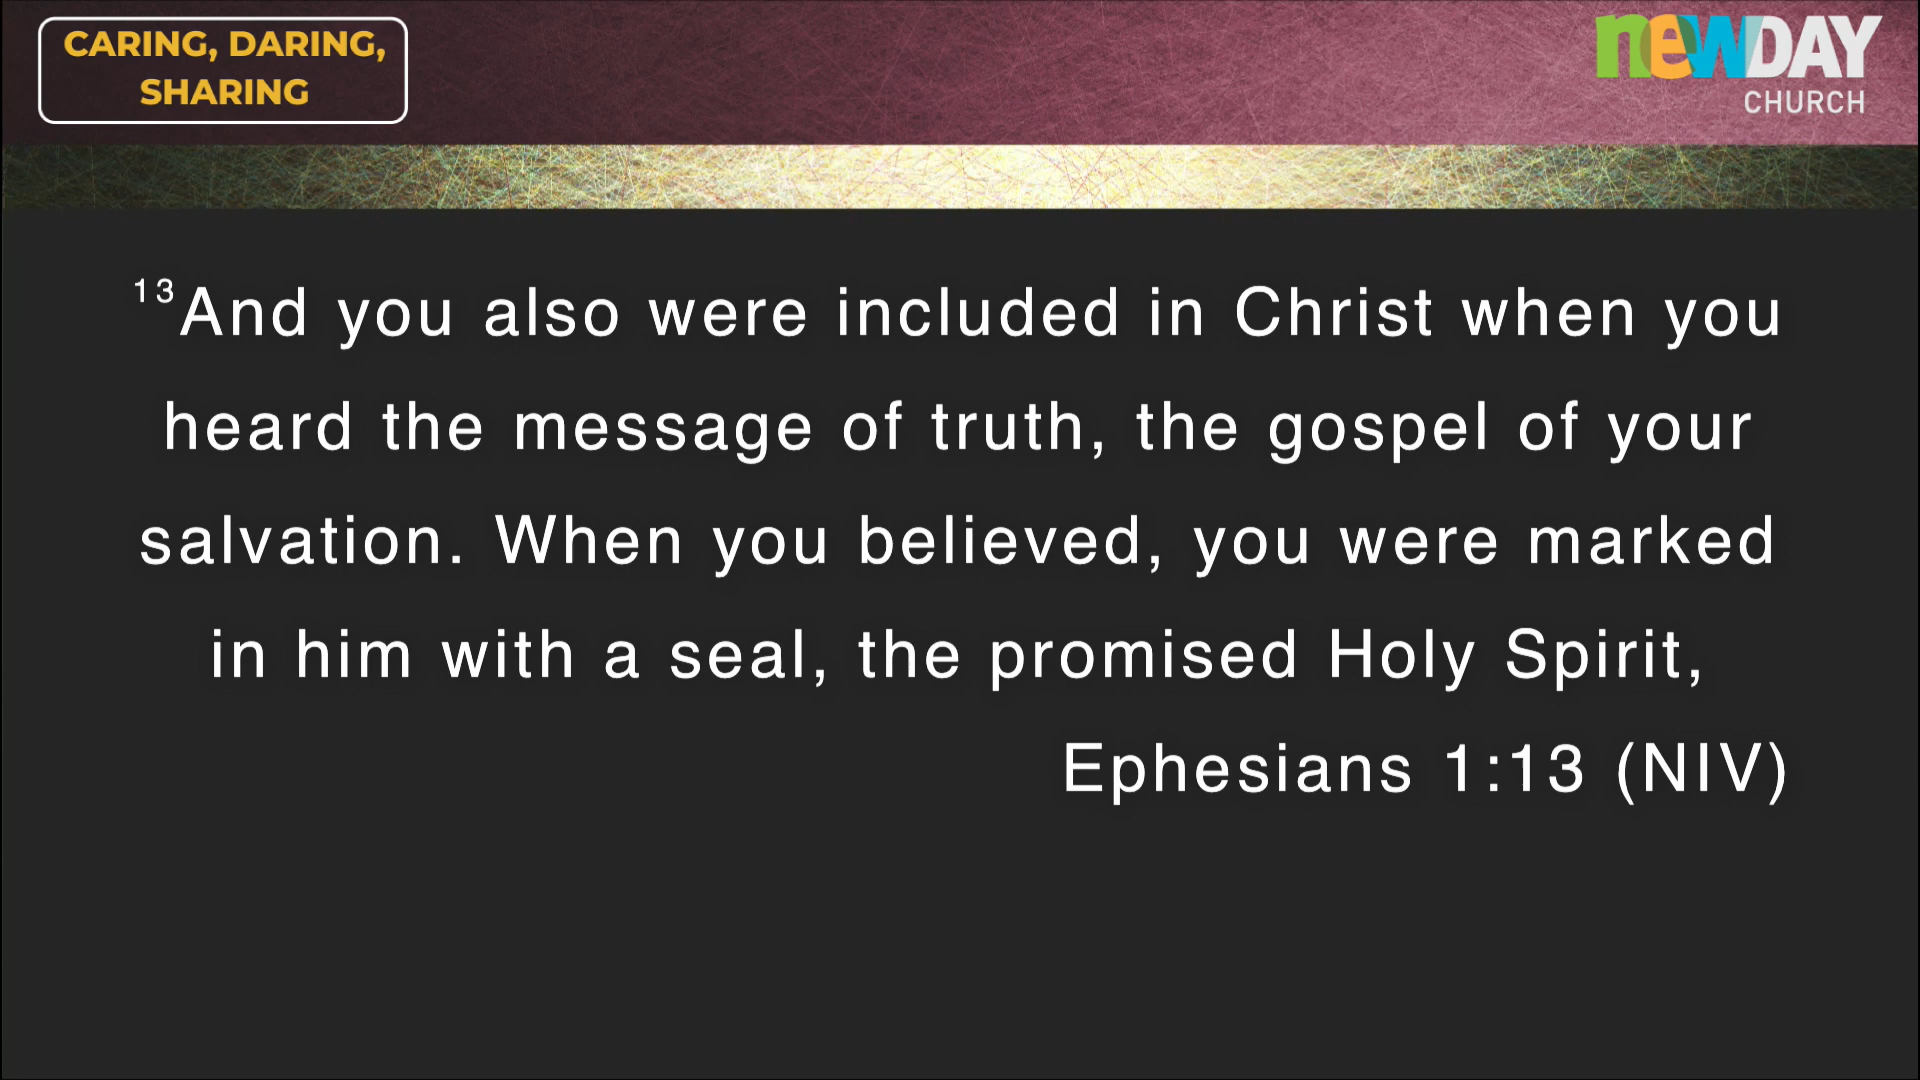 CARING, DARING,
SHARING
newDAY
CHURCH
¹³And you also were included in Christ when you
heard the message of truth, the gospel of your
salvation. When you believed, you were marked
in him with a seal, the promised Holy Spirit,
Ephesians 1:13 (NIV)